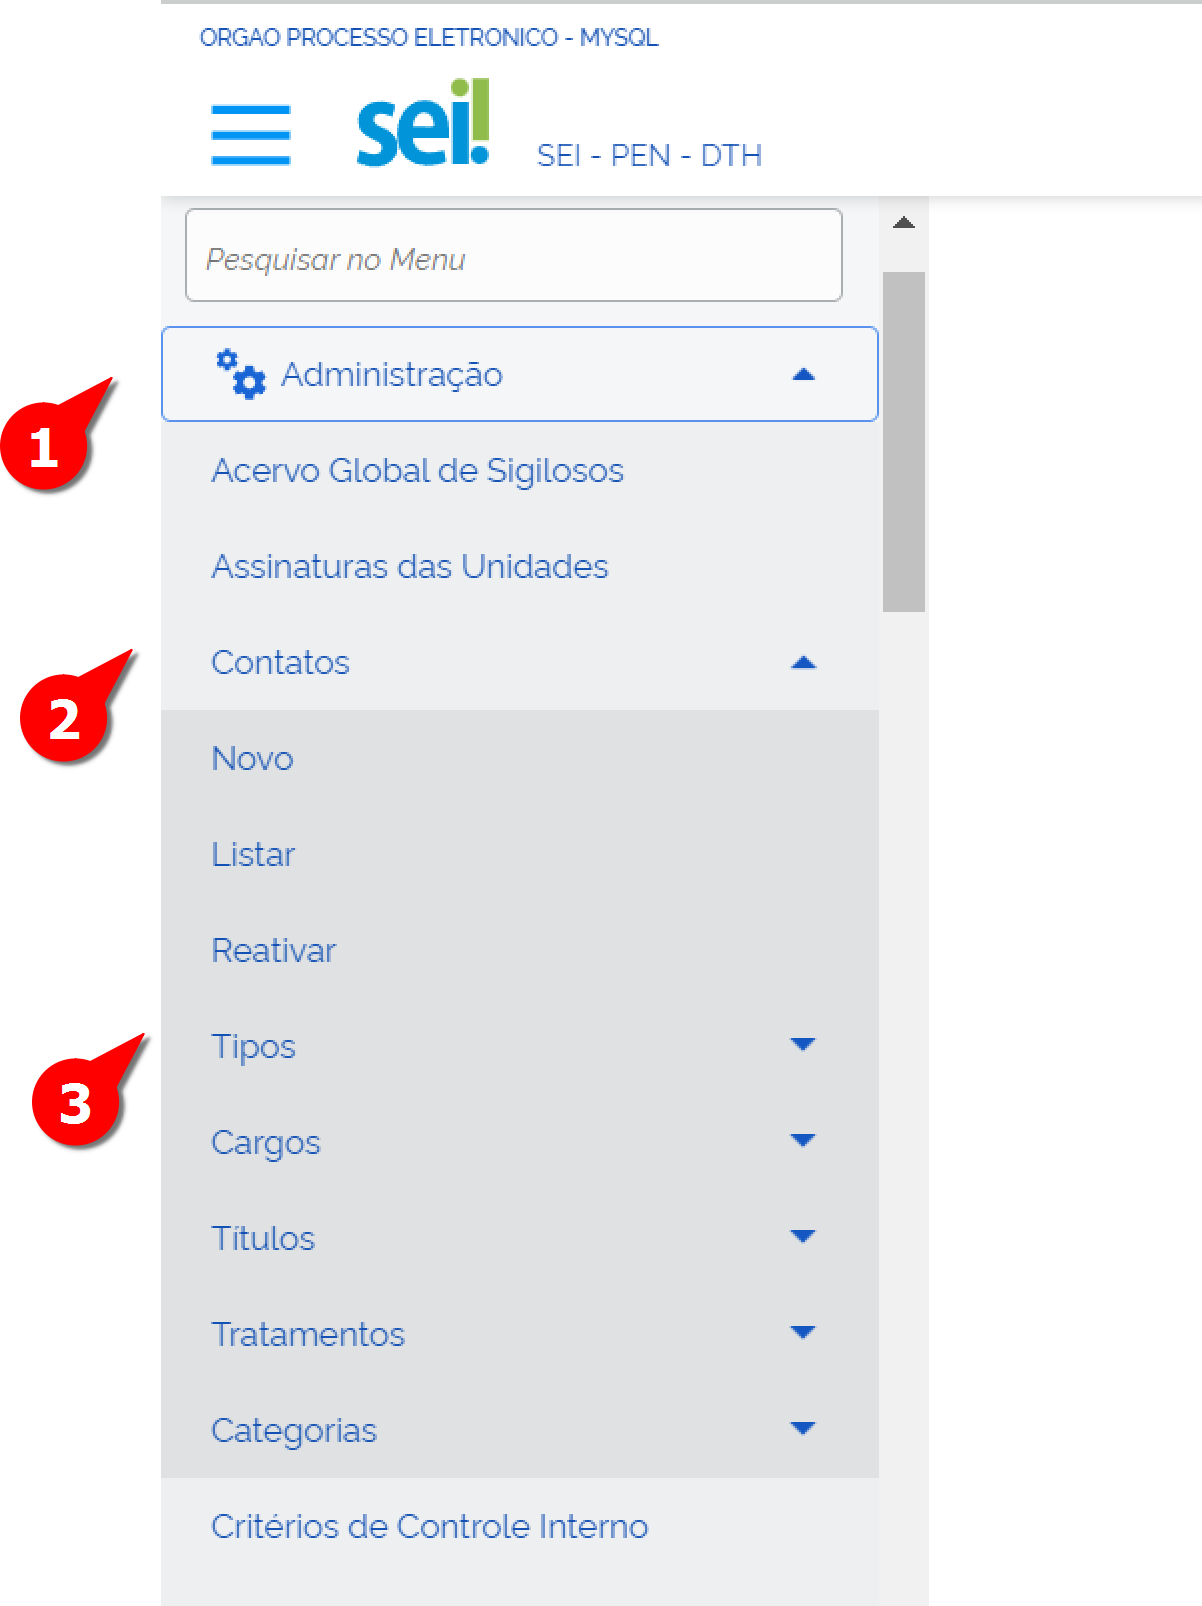 ORGAO PROCESSO ELETRONICO - MYSQL
sei!
SEI - PEN - DTH
Pesquisar no Menu
Administração
1
Acervo Global de Sigilosos
Assinaturas das Unidades
Contatos
2
Novo
Listar
Reativar
Tipos
3
Cargos
Títulos
Tratamentos
Categorias
Critérios de Controle Interno